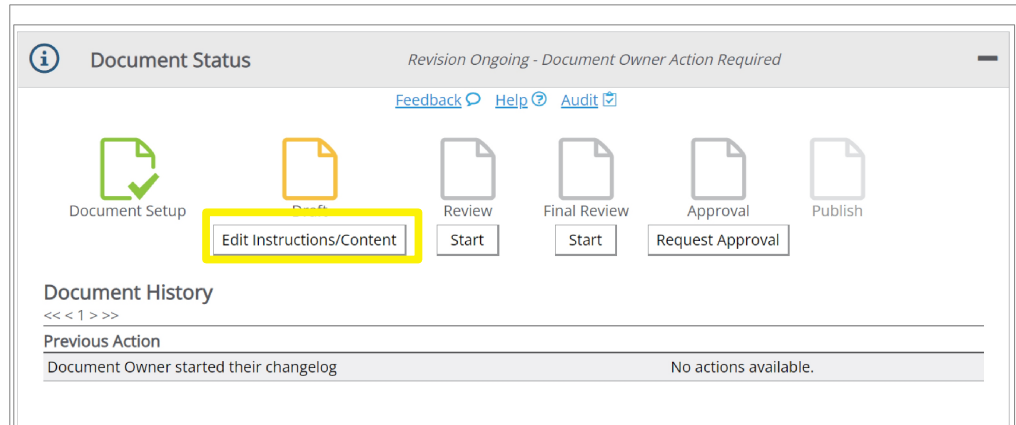 Document Status
Revision Ongoing - Document Owner Action Required
Feedback Help Audit
Document Setup
Draft
Review
Final Review
Approval
Publish
Edit Instructions/Content
Start
Start
Request Approval
Document History
<< < 1 > >>
Previous Action
Document Owner started their changelog
No actions available.